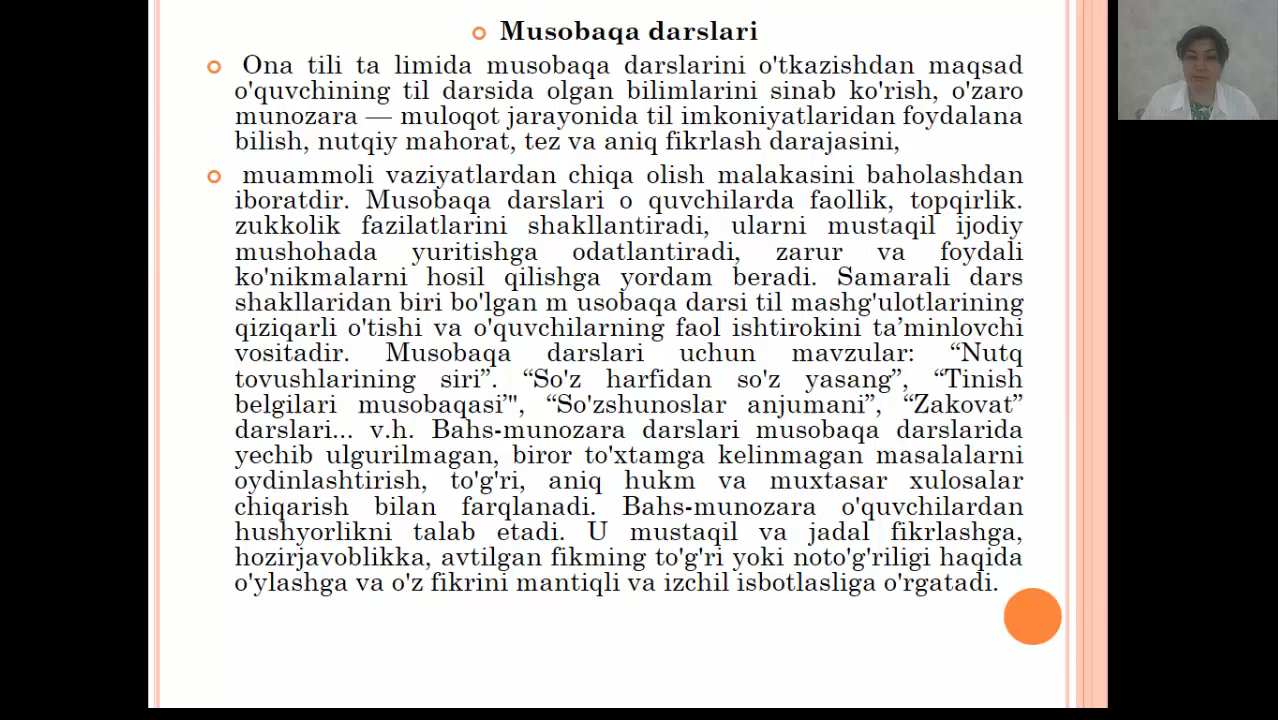 Musobaqa darslari
Ona tili ta limida musobaqa darslarini o'tkazishdan maqsad
o'quvchining til darsida olgan bilimlarini sinab ko'rish, o'zaro
munozara — muloqot jarayonida til imkoniyatlaridan foydalana
bilish, nutqiy mahorat, tez va aniq fikrlash darajasini,
muammoli vaziyatlardan chiqa olish malakasini baholashdan
iboratdir. Musobaqa darslari o quvchilarda faollik, topqirlik.
zukkolik fazilatlarini shakllantiradi, ularni mustaqil ijodiy
mushohada yuritishga odatlantiradi, zarur va foydali
ko'nikmalarni hosil qilishga yordam beradi. Samarali dars
shakllaridan biri bo'lgan m usobaqa darsi til mashg'ulotlarining
qiziqarli o'tishi va o'quvchilarning faol ishtirokini ta’minlovchi
vositadir. Musobaqa darslari uchun mavzular: “Nutq
tovushlarining siri”. “So'z harfidan so'z yasang”, “Tinish
belgilari musobaqasi’", “So'zshunoslar anjumani”, “Zakovat”
darslari... v.h. Bahs-munozara darslari musobaqa darslarida
yechib ulgurilmagan, biror to'xtamga kelinmagan masalalarni
oydinlashtirish, to'g'ri, aniq hukm va muxtasar xulosalar
chiqarish bilan farqlanadi. Bahs-munozara o'quvchilardan
hushyorlikni talab etadi. U mustaqil va jadal fikrlashga,
hozirjavoblikka, avtilgan fikming to'g'ri yoki noto'g'riligi haqida
o'ylashga va o'z fikrini mantiqli va izchil isbotlasliga o'rgatadi.